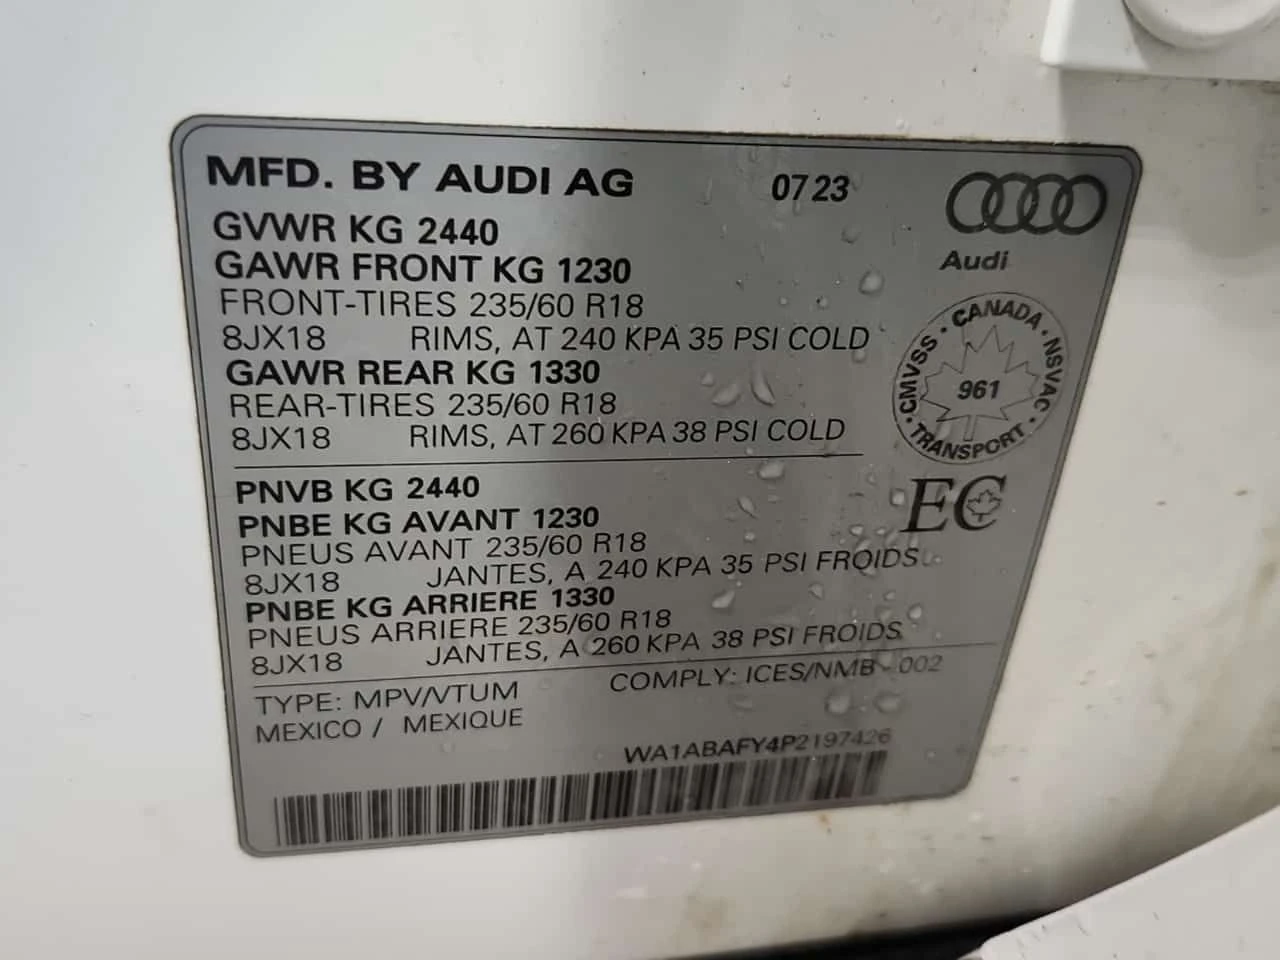 MFD. BY AUDI AG 07 23
GVWR KG 2440
GAWR FRONT KG 1230
FRONT-TIRES 235/60 R18
8JX18 RIMS, AT 240 KPA 35 PSI COLD
GAWR REAR KG 1330
REAR-TIRES 235/60 R18
8JX18 RIMS, AT 260 KPA 38 PSI COLD
Audi
CANADA · NSVAC · TRANSPORT · CMVSS ·
961
EC
PNVB KG 2440
PNBE KG AVANT 1230
PNEUS AVANT 235/60 R18
8JX18 JANTES, A 240 KPA 35 PSI FROIDS
PNBE KG ARRIERE 1330
PNEUS ARRIERE 235/60 R18
8JX18 JANTES, A 260 KPA 38 PSI FROIDS
TYPE: MPV/VTUM COMPLY: ICES/NMB - 002
MEXICO / MEXIQUE
WA1ABAFY4P2197426